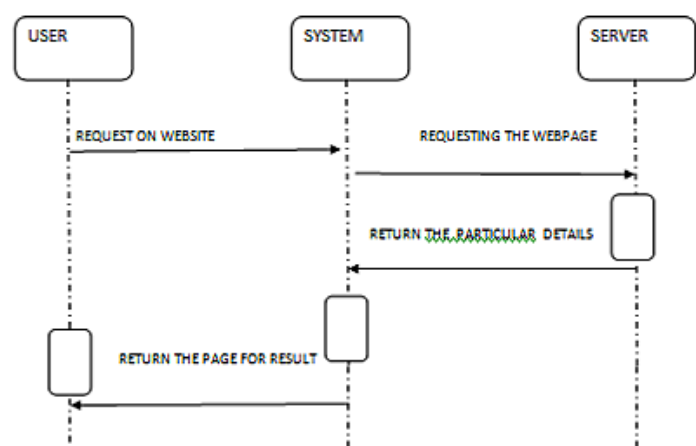 USER
SYSTEM
SERVER
REQUEST ON WEBSITE
REQUESTING THE WEBPAGE
RETURN THE PARTICULAR DETAILS
RETURN THE PAGE FOR RESULT